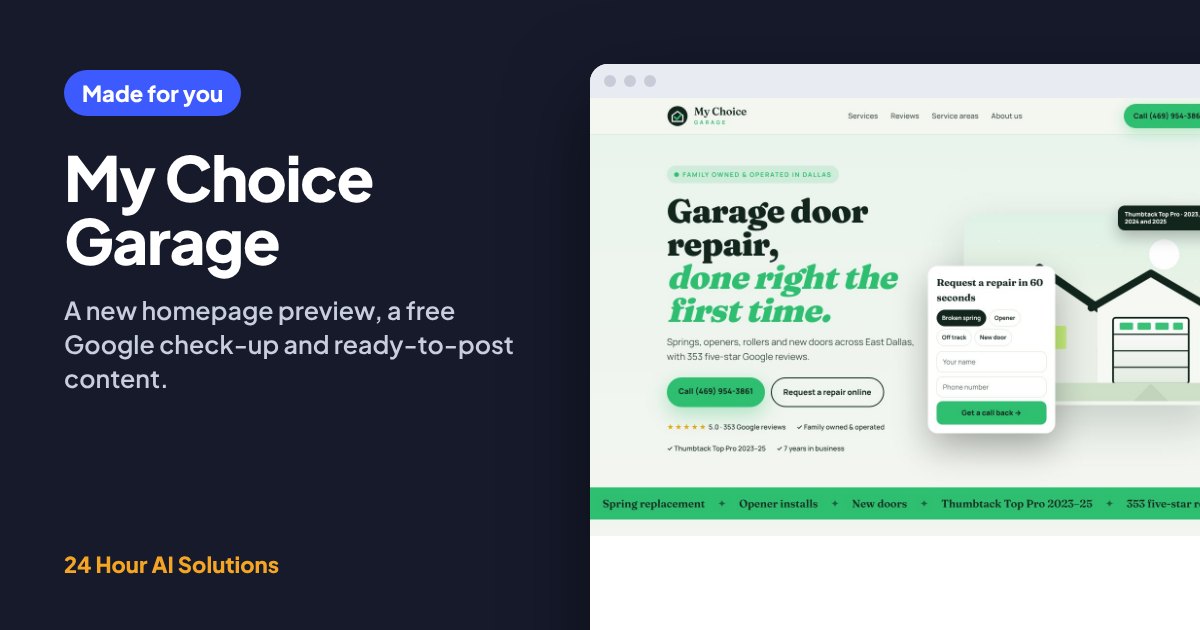 Made for you
My Choice
Garage
A new homepage preview, a free
Google check-up and ready-to-post
content.
24 Hour AI Solutions
My Choice
GARAGE
Services Reviews Service areas About us
Call (469) 954-386
FAMILY OWNED & OPERATED IN DALLAS
Garage door
repair,
done right the
first time.
Springs, openers, rollers and new doors across East Dallas,
with 353 five-star Google reviews.
Call (469) 954-3861 Request a repair online
★★★★★ 5.0 · 353 Google reviews ✓ Family owned & operated
✓ Thumbtack Top Pro 2023–25 ✓ 7 years in business
Thumbtack Top Pro · 2023,
2024 and 2025
Request a repair in 60
seconds
Broken spring Opener
Off track New door
Your name
Phone number
Get a call back →
Spring replacement ✦ Opener installs ✦ New doors ✦ Thumbtack Top Pro 2023–25 ✦ 353 five-star